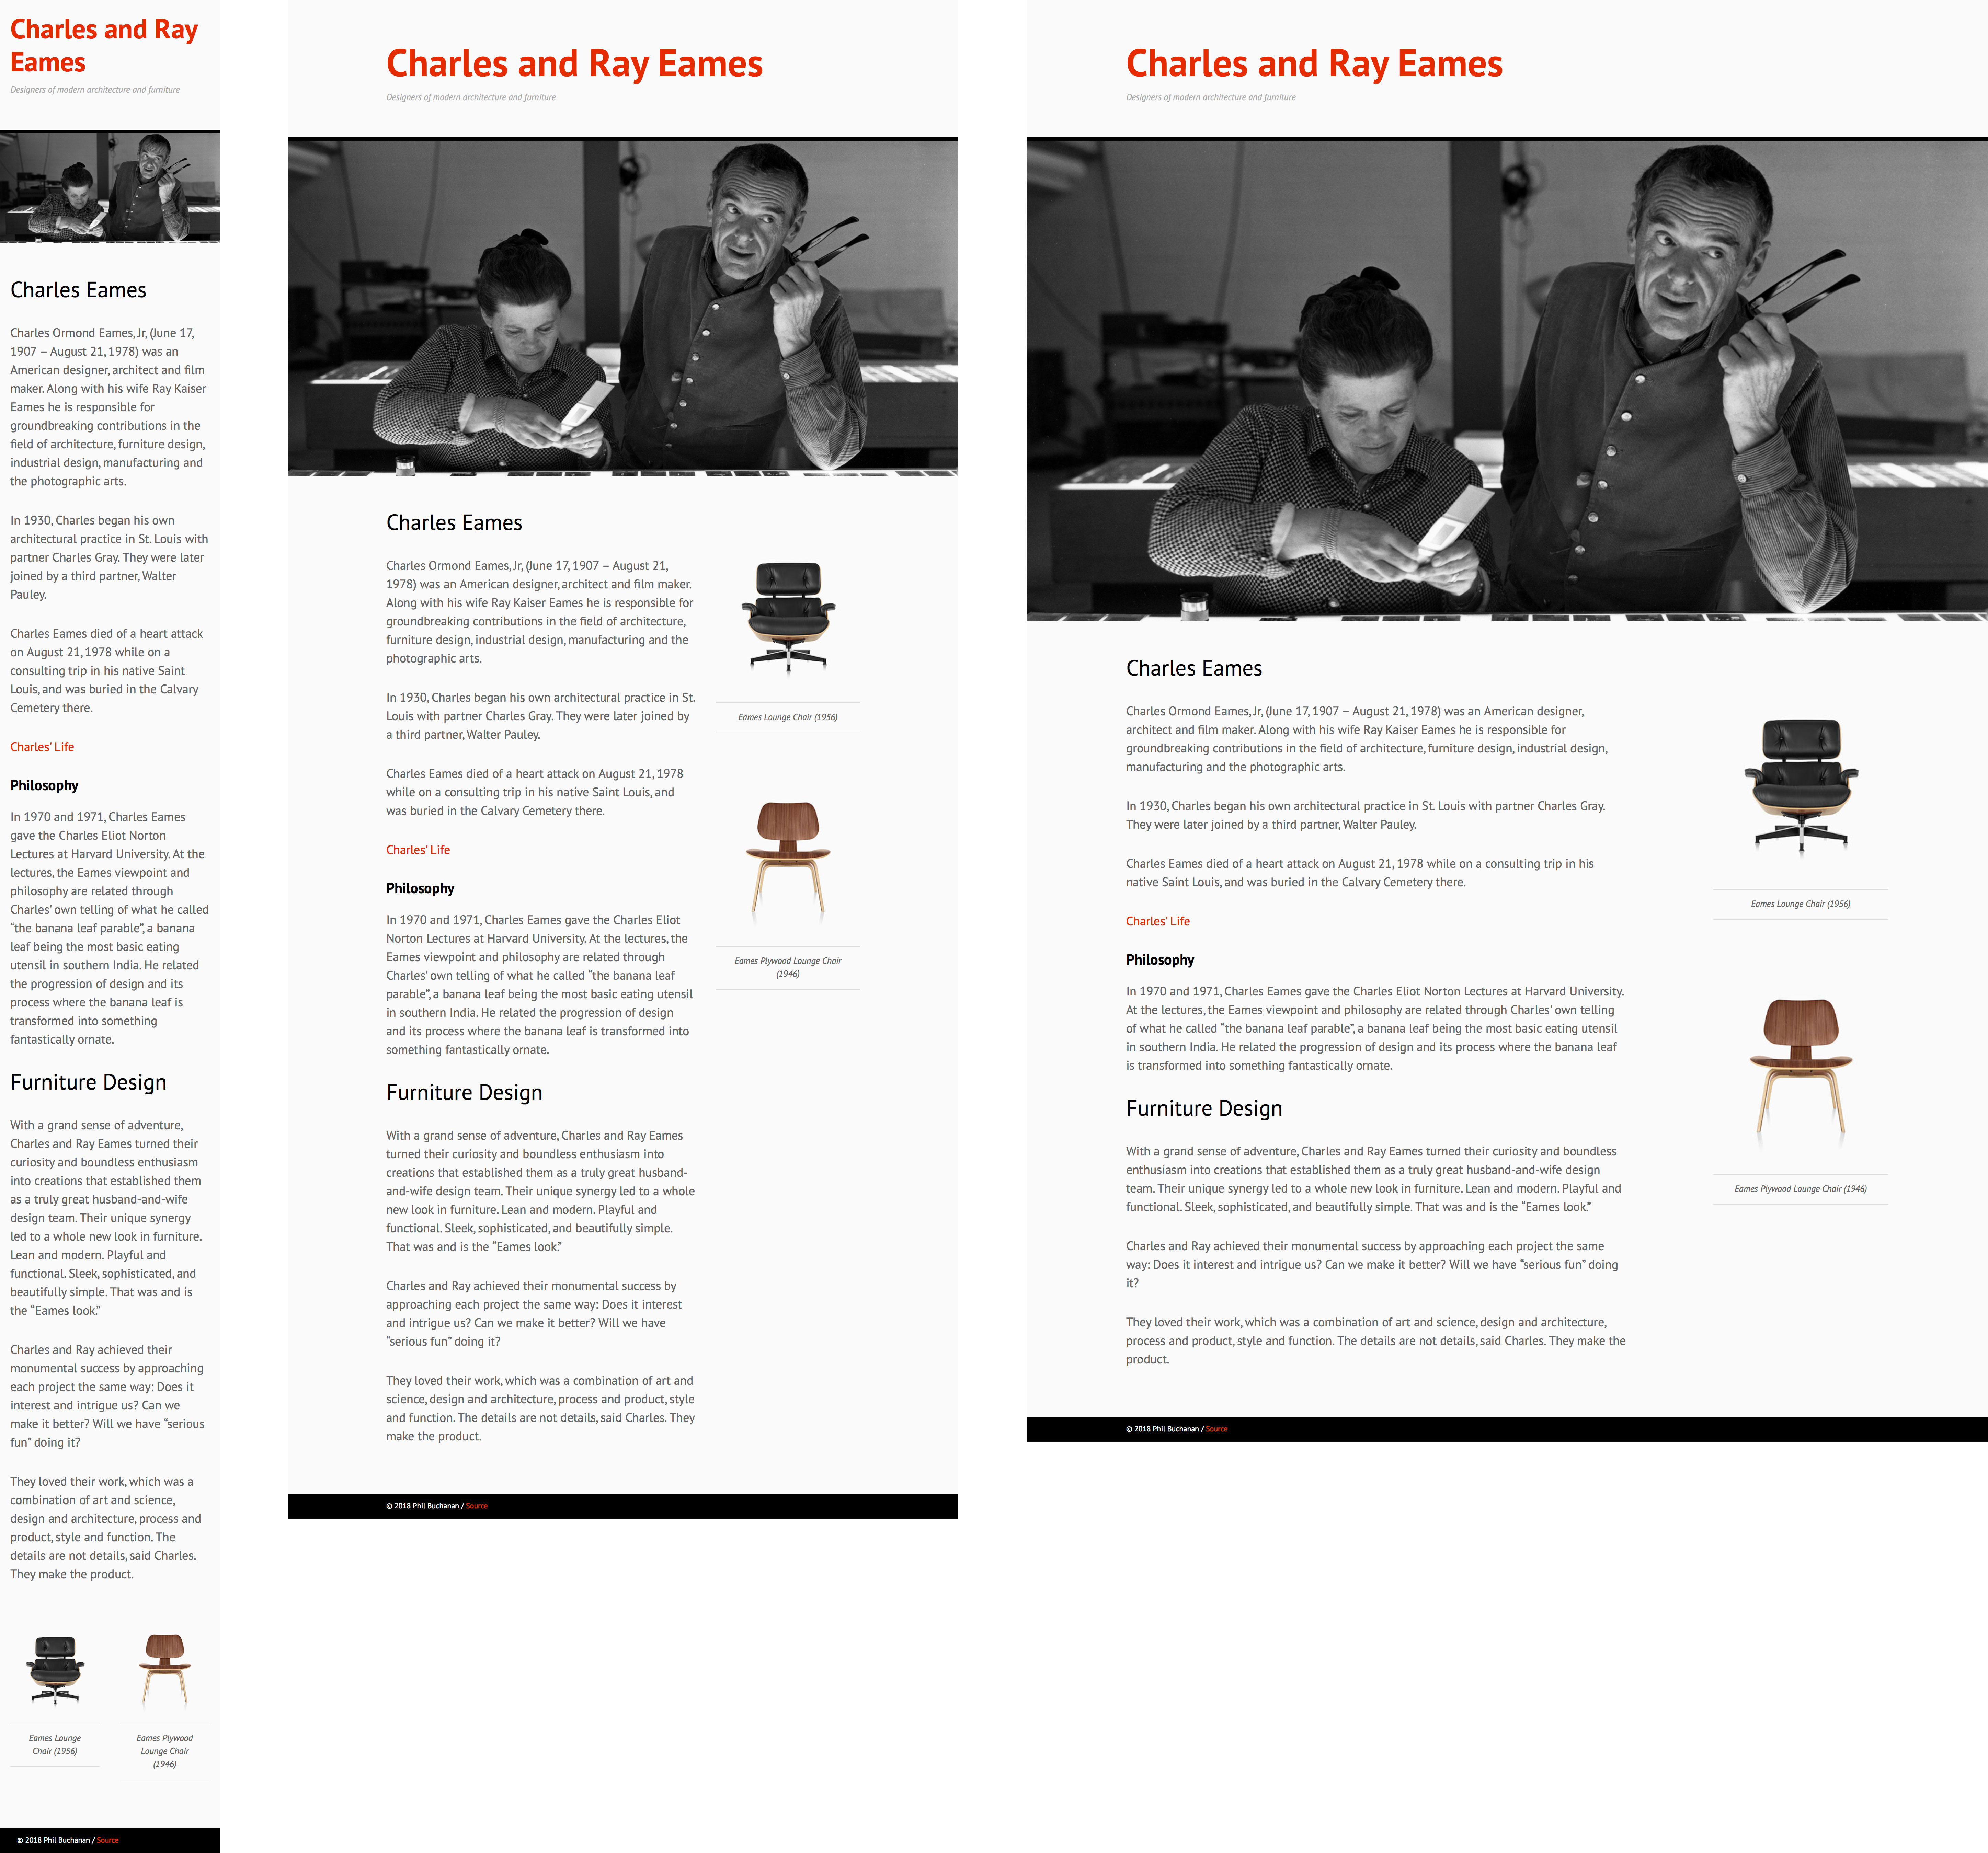 Charles and Ray
Eames
Designers of modern architecture and furniture
Charles Eames
Charles Ormond Eames, Jr, (June 17,
1907 – August 21, 1978) was an
American designer, architect and film
maker. Along with his wife Ray Kaiser
Eames he is responsible for
groundbreaking contributions in the
field of architecture, furniture design,
industrial design, manufacturing and
the photographic arts.
In 1930, Charles began his own
architectural practice in St. Louis with
partner Charles Gray. They were later
joined by a third partner, Walter
Pauley.
Charles Eames died of a heart attack
on August 21, 1978 while on a
consulting trip in his native Saint
Louis, and was buried in the Calvary
Cemetery there.
Charles' Life
Philosophy
In 1970 and 1971, Charles Eames
gave the Charles Eliot Norton
Lectures at Harvard University. At the
lectures, the Eames viewpoint and
philosophy are related through
Charles' own telling of what he called
“the banana leaf parable”, a banana
leaf being the most basic eating
utensil in southern India. He related
the progression of design and its
process where the banana leaf is
transformed into something
fantastically ornate.
Furniture Design
With a grand sense of adventure,
Charles and Ray Eames turned their
curiosity and boundless enthusiasm
into creations that established them
as a truly great husband-and-wife
design team. Their unique synergy
led to a whole new look in furniture.
Lean and modern. Playful and
functional. Sleek, sophisticated, and
beautifully simple. That was and is
the “Eames look.”
Charles and Ray achieved their
monumental success by approaching
each project the same way: Does it
interest and intrigue us? Can we
make it better? Will we have “serious
fun” doing it?
They loved their work, which was a
combination of art and science,
design and architecture, process and
product, style and function. The
details are not details, said Charles.
They make the product.
Eames Lounge
Chair (1956)
Eames Plywood
Lounge Chair
(1946)
© 2018 Phil Buchanan / Source
Charles and Ray Eames
Designers of modern architecture and furniture
Charles Eames
Charles Ormond Eames, Jr, (June 17, 1907 – August 21,
1978) was an American designer, architect and film maker.
Along with his wife Ray Kaiser Eames he is responsible for
groundbreaking contributions in the field of architecture,
furniture design, industrial design, manufacturing and the
photographic arts.
In 1930, Charles began his own architectural practice in St.
Louis with partner Charles Gray. They were later joined by
a third partner, Walter Pauley.
Charles Eames died of a heart attack on August 21, 1978
while on a consulting trip in his native Saint Louis, and
was buried in the Calvary Cemetery there.
Charles' Life
Philosophy
In 1970 and 1971, Charles Eames gave the Charles Eliot
Norton Lectures at Harvard University. At the lectures, the
Eames viewpoint and philosophy are related through
Charles' own telling of what he called “the banana leaf
parable”, a banana leaf being the most basic eating utensil
in southern India. He related the progression of design
and its process where the banana leaf is transformed into
something fantastically ornate.
Furniture Design
With a grand sense of adventure, Charles and Ray Eames
turned their curiosity and boundless enthusiasm into
creations that established them as a truly great husband-
and-wife design team. Their unique synergy led to a whole
new look in furniture. Lean and modern. Playful and
functional. Sleek, sophisticated, and beautifully simple.
That was and is the “Eames look.”
Charles and Ray achieved their monumental success by
approaching each project the same way: Does it interest
and intrigue us? Can we make it better? Will we have
“serious fun” doing it?
They loved their work, which was a combination of art and
science, design and architecture, process and product, style
and function. The details are not details, said Charles. They
make the product.
Eames Lounge Chair (1956)
Eames Plywood Lounge Chair
(1946)
© 2018 Phil Buchanan / Source
Charles and Ray Eames
Designers of modern architecture and furniture
Charles Eames
Charles Ormond Eames, Jr, (June 17, 1907 – August 21, 1978) was an American designer,
architect and film maker. Along with his wife Ray Kaiser Eames he is responsible for
groundbreaking contributions in the field of architecture, furniture design, industrial design,
manufacturing and the photographic arts.
In 1930, Charles began his own architectural practice in St. Louis with partner Charles Gray.
They were later joined by a third partner, Walter Pauley.
Charles Eames died of a heart attack on August 21, 1978 while on a consulting trip in his
native Saint Louis, and was buried in the Calvary Cemetery there.
Charles' Life
Philosophy
In 1970 and 1971, Charles Eames gave the Charles Eliot Norton Lectures at Harvard University.
At the lectures, the Eames viewpoint and philosophy are related through Charles' own telling
of what he called “the banana leaf parable”, a banana leaf being the most basic eating utensil
in southern India. He related the progression of design and its process where the banana leaf
is transformed into something fantastically ornate.
Furniture Design
With a grand sense of adventure, Charles and Ray Eames turned their curiosity and boundless
enthusiasm into creations that established them as a truly great husband-and-wife design
team. Their unique synergy led to a whole new look in furniture. Lean and modern. Playful and
functional. Sleek, sophisticated, and beautifully simple. That was and is the “Eames look.”
Charles and Ray achieved their monumental success by approaching each project the same
way: Does it interest and intrigue us? Can we make it better? Will we have “serious fun” doing
it?
They loved their work, which was a combination of art and science, design and architecture,
process and product, style and function. The details are not details, said Charles. They make the
product.
Eames Lounge Chair (1956)
Eames Plywood Lounge Chair (1946)
© 2018 Phil Buchanan / Source